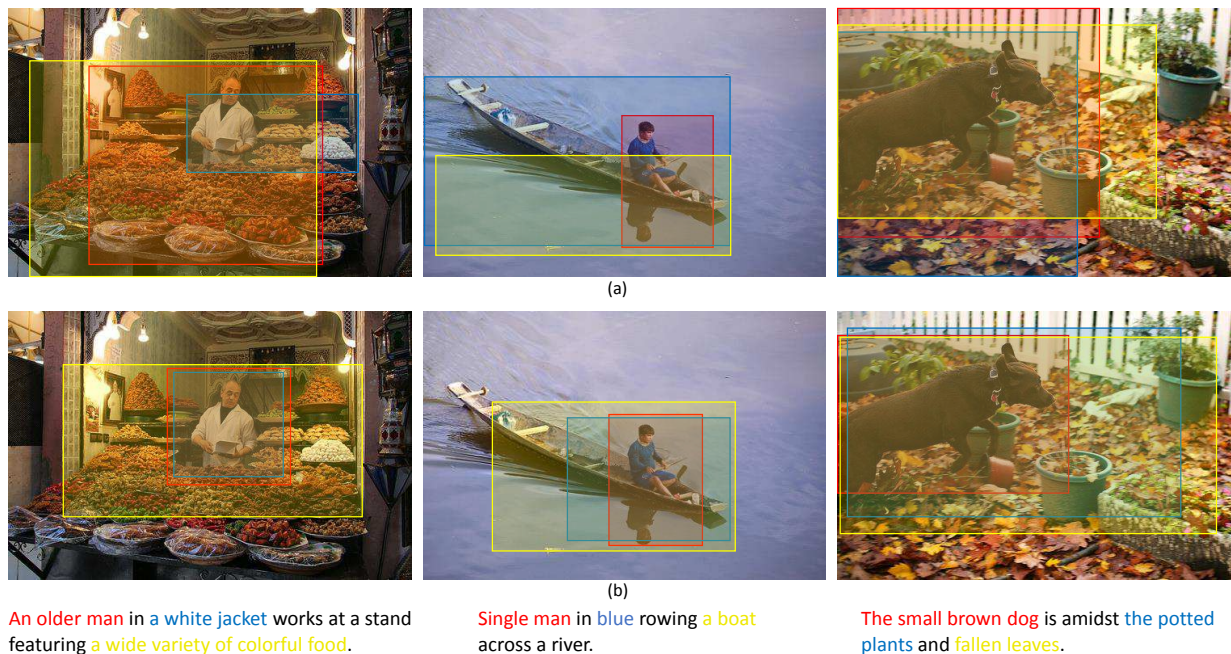 (a)
(b)
An older man in a white jacket works at a stand
featuring a wide variety of colorful food.
Single man in blue rowing a boat
across a river.
The small brown dog is amidst the potted
plants and fallen leaves.